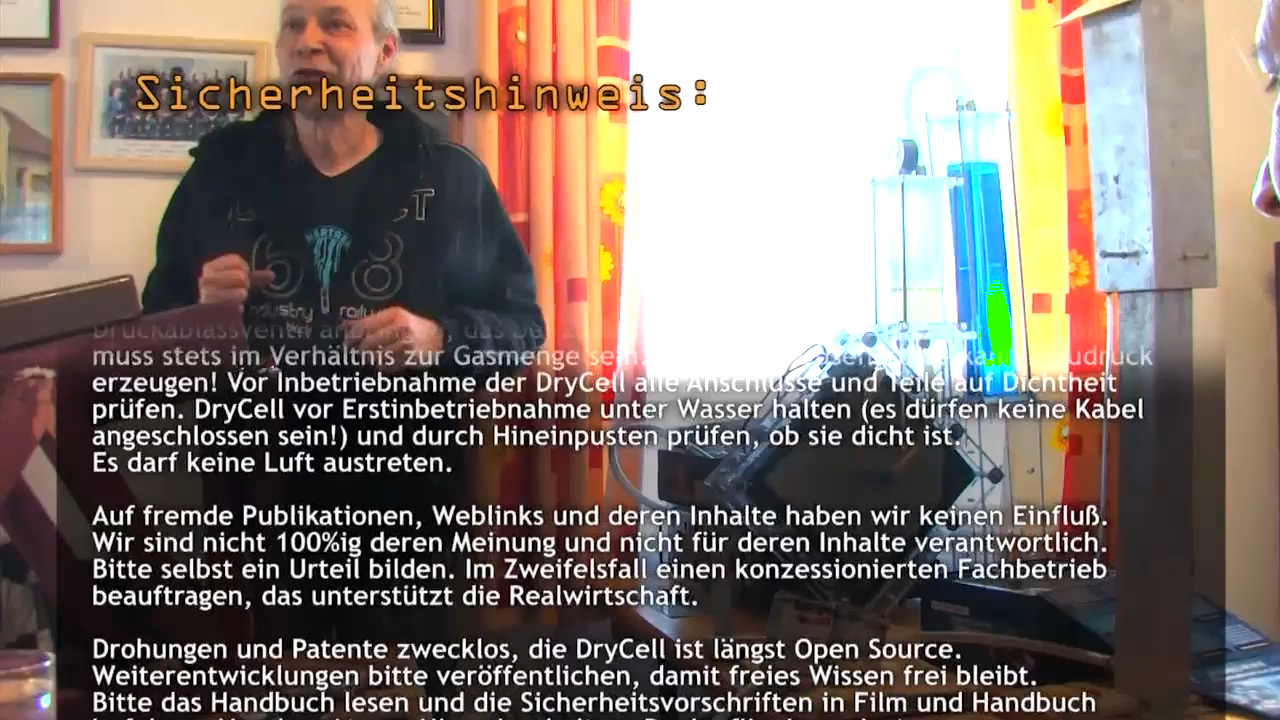 Sicherheitshinweis:
T
68
industry
Druckablassventil
muss stets im Verhältnis zur Gasmenge sein.
erzeugen! Vor Inbetriebnahme der DryCell alle Anschlüsse und Teile auf Dichtheit
prüfen. DryCell vor Erstinbetriebnahme unter Wasser halten (es dürfen keine Kabel
angeschlossen sein!) und durch Hineinpusten prüfen, ob sie dicht ist.
Es darf keine Luft austreten.
Auf fremde Publikationen, Weblinks und deren Inhalte haben wir keinen Einfluß.
Wir sind nicht 100%ig deren Meinung und nicht für deren Inhalte verantwortlich.
Bitte selbst ein Urteil bilden. Im Zweifelsfall einen konzessionierten Fachbetrieb
beauftragen, das unterstützt die Realwirtschaft.
Drohungen und Patente zwecklos, die DryCell ist längst Open Source.
Weiterentwicklungen bitte veröffentlichen, damit freies Wissen frei bleibt.
Bitte das Handbuch lesen und die Sicherheitsvorschriften in Film und Handbuch